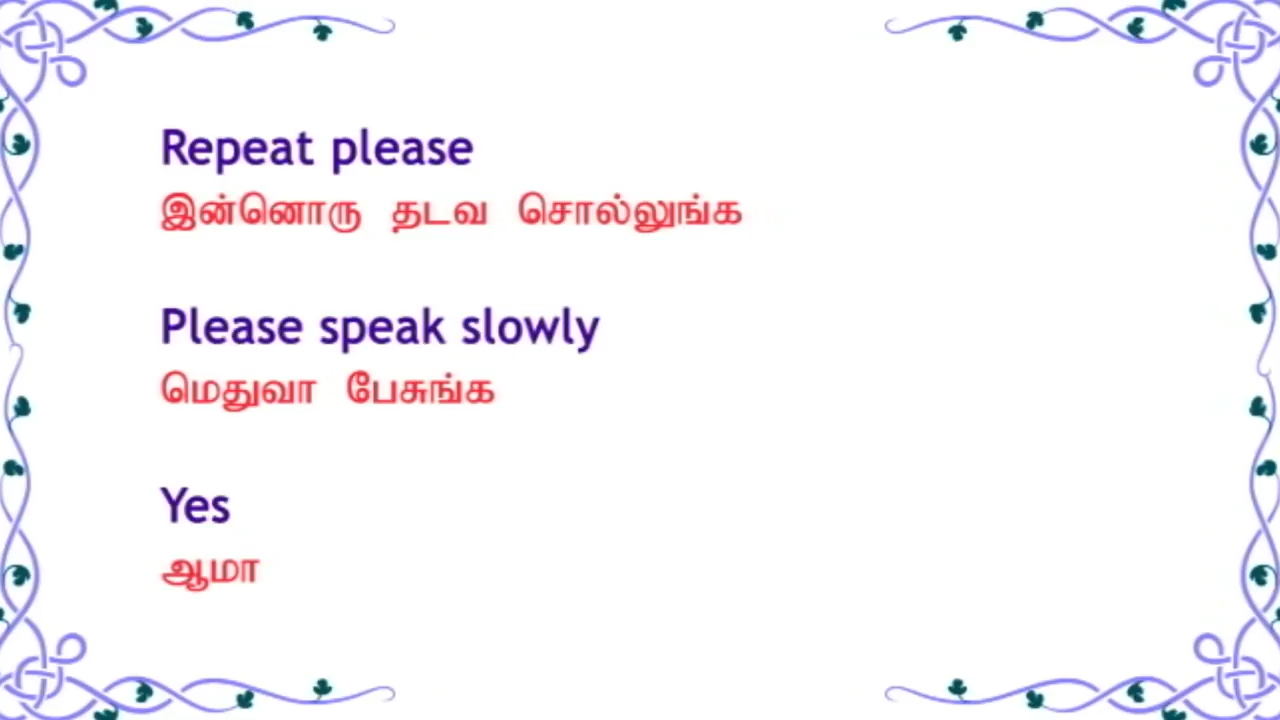 Repeat please
இன்னொரு தடவ சொல்லுங்க
Please speak slowly
மெதுவா பேசுங்க
Yes
ஆமா